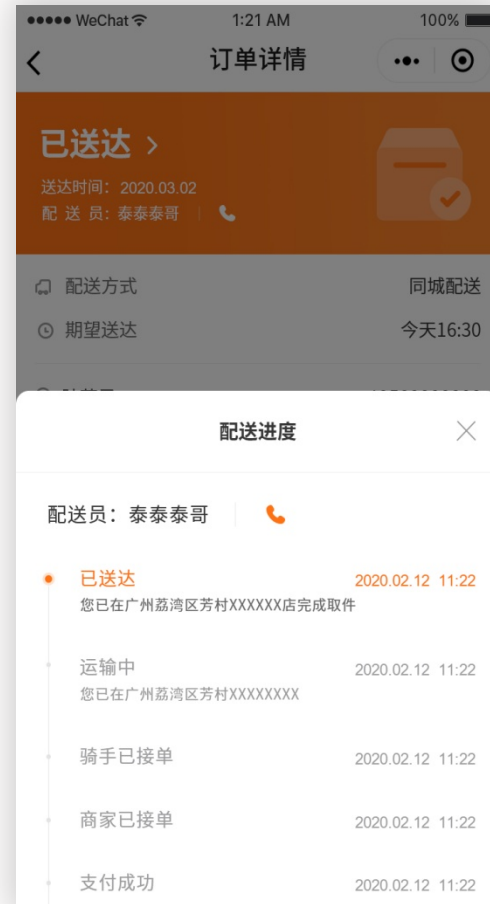 WeChat 1:21 AM 100%
订单详情
已送达
送达时间：2020.03.02
配 送 员：泰泰泰哥
配送方式 同城配送
期望送达 今天16:30
配送进度
配送员：泰泰泰哥
已送达 2020.02.12 11:22
您已在广州荔湾区芳村XXXXXX店完成取件
运输中 2020.02.12 11:22
您已在广州荔湾区芳村XXXXXXXX
骑手已接单 2020.02.12 11:22
商家已接单 2020.02.12 11:22
支付成功 2020.02.12 11:22